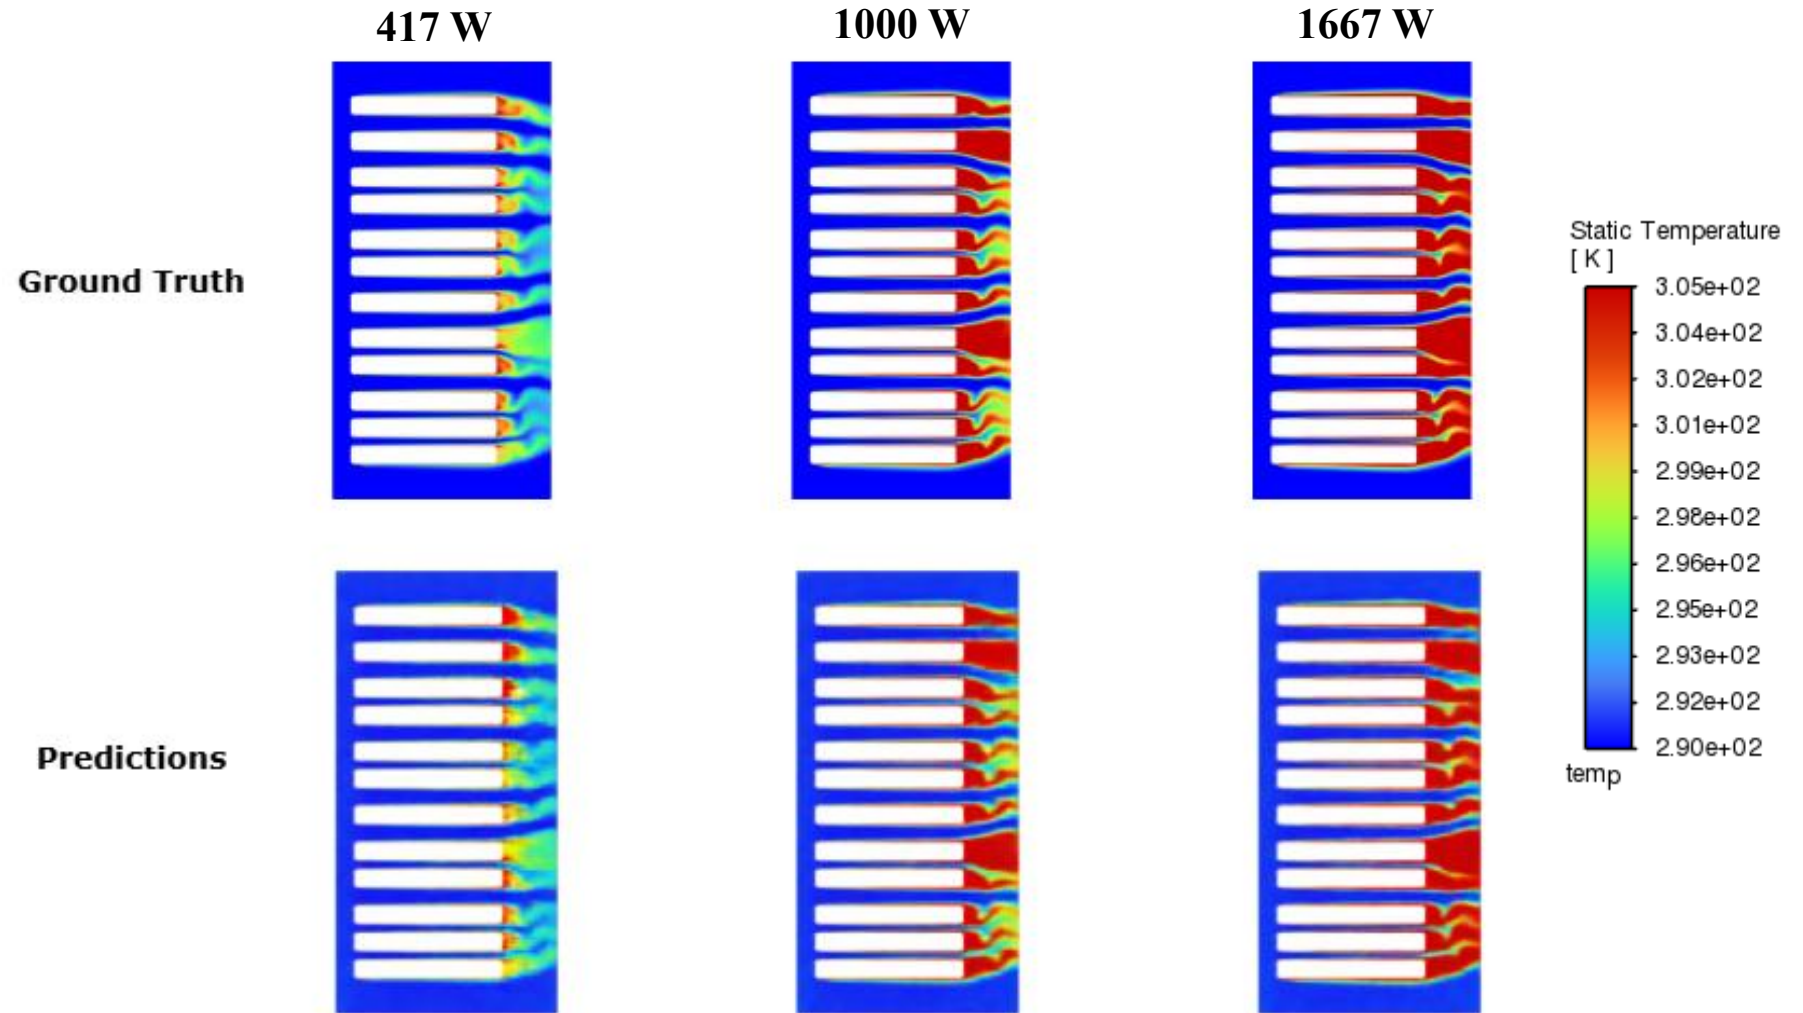 417 W
1000 W
1667 W
Ground Truth
Static Temperature
[ K ]
3.05e+02
3.04e+02
3.02e+02
3.01e+02
2.99e+02
2.98e+02
2.96e+02
2.95e+02
2.93e+02
2.92e+02
2.90e+02
temp
Predictions